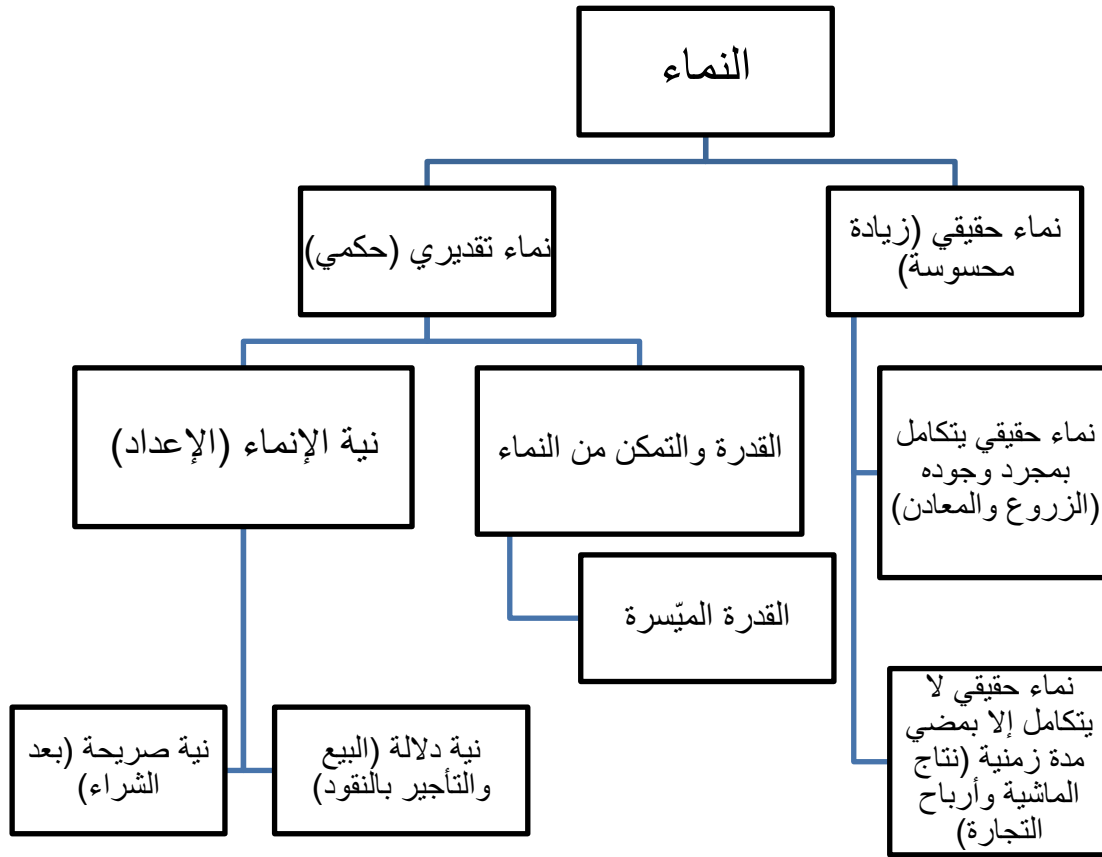 النماء
نماء حقيقي (زيادة
محسوسة)
نماء تقديري (حكمي)
نماء حقيقي يتكامل
بمجرد وجوده
(الزروع والمعادن)
نماء حقيقي لا
يتكامل إلا بمضي
مدة زمنية (نتاج
الماشية وأرباح
التجارة)
القدرة والتمكن من النماء
القدرة الميّسرة
نية الإنماء (الإعداد)
نية دلالة (البيع
والتأجير بالنقود)
نية صريحة (بعد
الشراء)